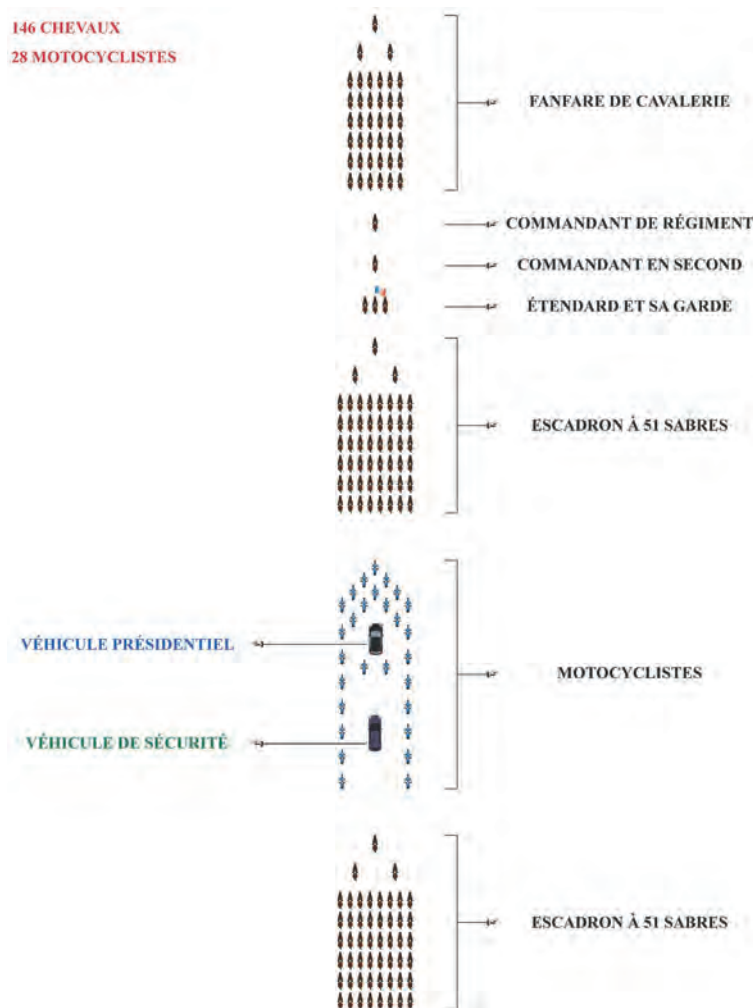 146 CHEVAUX
28 MOTOCYCLISTES
FANFARE DE CAVALERIE
COMMANDANT DE RÉGIMENT
COMMANDANT EN SECOND
ÉTENDARD ET SA GARDE
ESCADRON À 51 SABRES
VÉHICULE PRÉSIDENTIEL
MOTOCYCLISTES
VÉHICULE DE SÉCURITÉ
ESCADRON À 51 SABRES